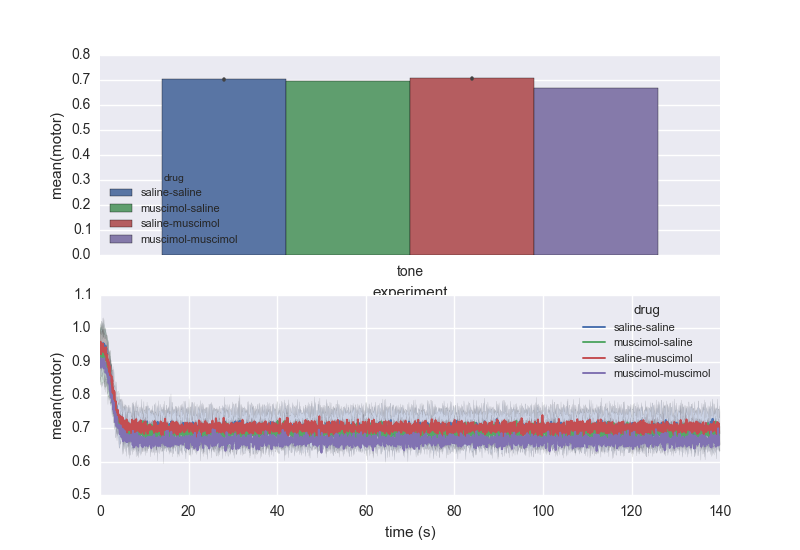 0.8
0.7
0.6
0.5
0.4
0.3
0.2
0.1
0.0
mean(motor)
drug
saline-saline
muscimol-saline
saline-muscimol
muscimol-muscimol
tone
experiment
1.1
1.0
0.9
0.8
0.7
0.6
0.5
mean(motor)
drug
saline-saline
muscimol-saline
saline-muscimol
muscimol-muscimol
0 20 40 60 80 100 120 140
time (s)